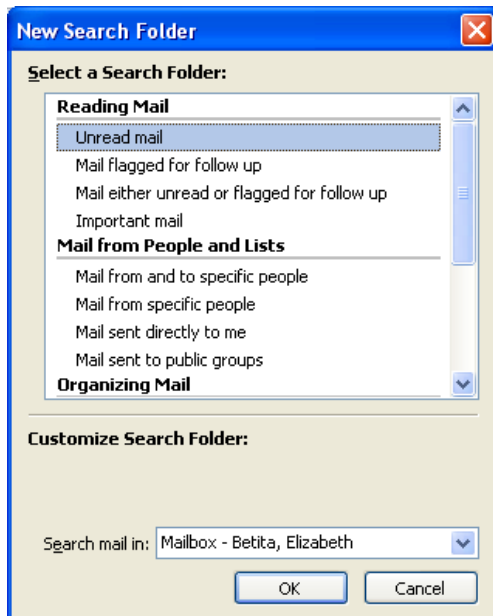 New Search Folder
Select a Search Folder:
Reading Mail
Unread mail
Mail flagged for follow up
Mail either unread or flagged for follow up
Important mail
Mail from People and Lists
Mail from and to specific people
Mail from specific people
Mail sent directly to me
Mail sent to public groups
Organizing Mail
Customize Search Folder:
Search mail in: Mailbox - Betita, Elizabeth
OK Cancel